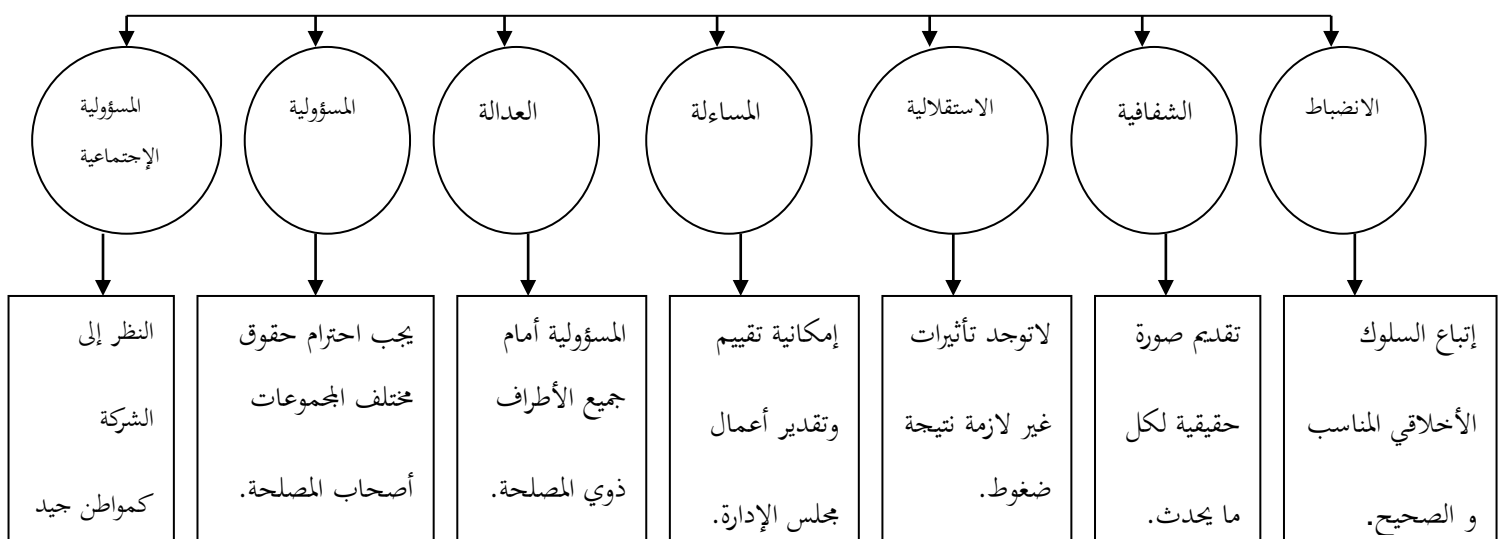 الانضباط
الشفافية
الاستقلالية
المساءلة
العدالة
المسؤولية
المسؤولية
الإجتماعية
إتباع السلوك
الأخلاقي المناسب
و الصحيح.
تقديم صورة
حقيقية لكل
ما يحدث.
لاتوجد تأثيرات
غير لازمة نتيجة
ضغوط.
إمكانية تقييم
وتقدير أعمال
مجلس الإدارة.
المسؤولية أمام
جميع الأطراف
ذوي المصلحة.
يجب احترام حقوق
مختلف المجموعات
أصحاب المصلحة.
النظر إلى
الشركة
كمواطن جيد